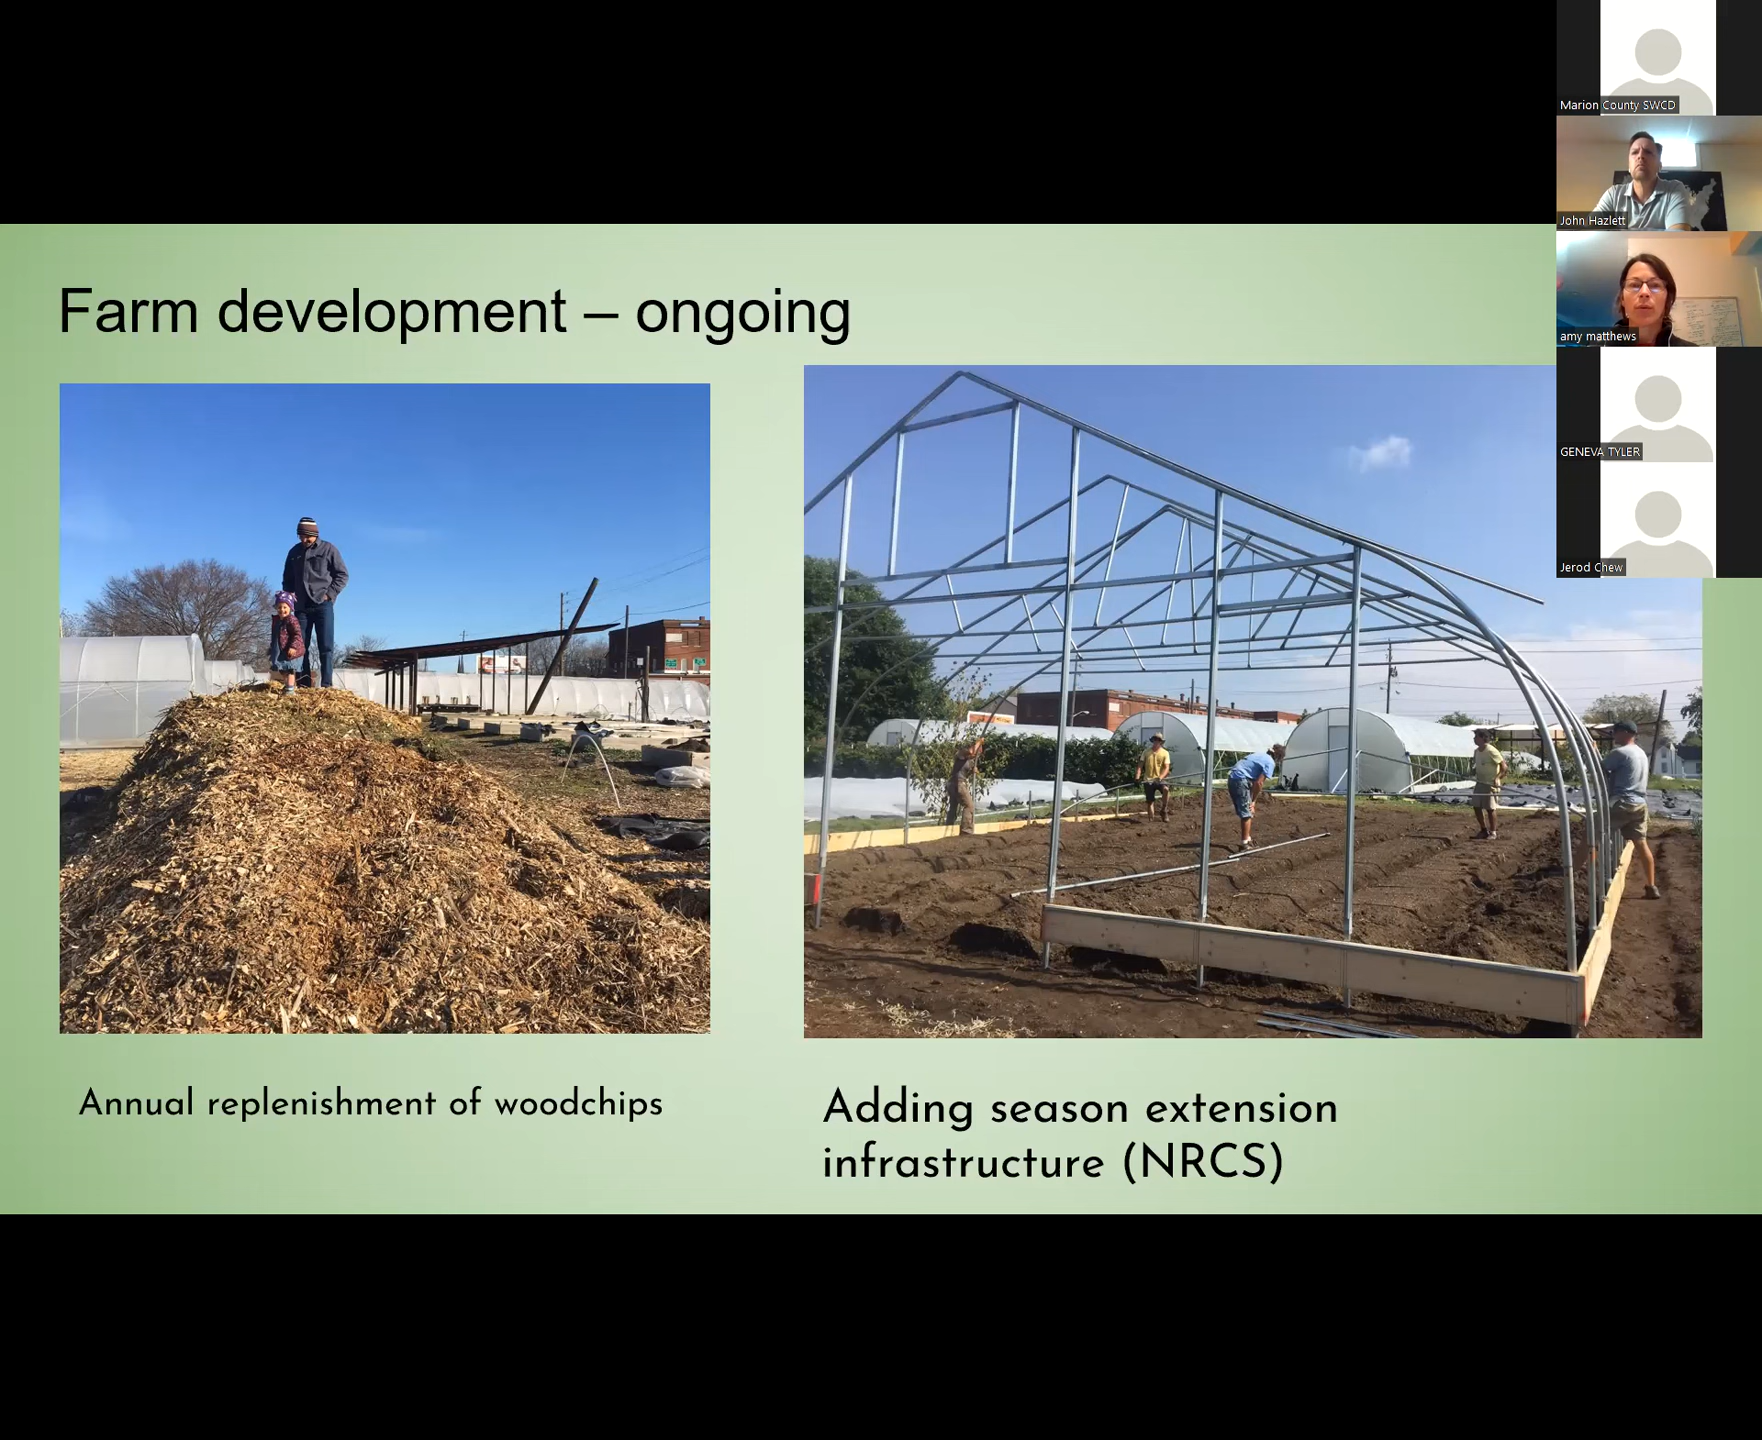 Farm development – ongoing
Annual replenishment of woodchips
Adding season extension
infrastructure (NRCS)
Marion County SWCD
John Hazlett
amy matthews
GENEVA TYLER
Jerod Chew